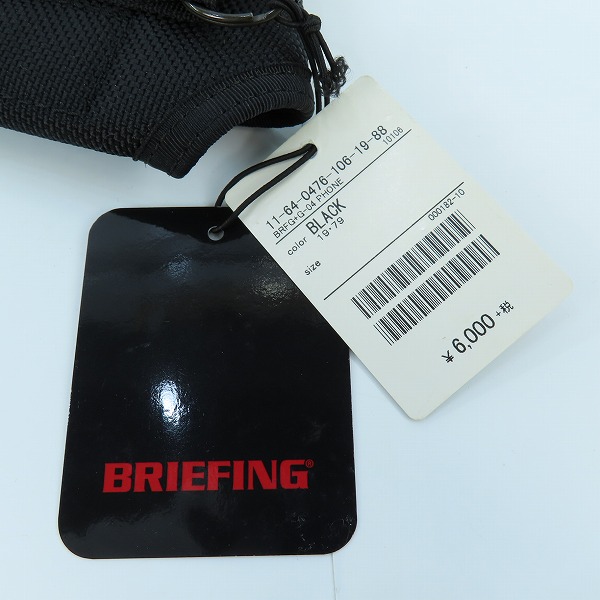 11-64-0476-106-19-88
10106
BRFG+G-04 PHONE
color BLACK
19・79
size
000182-10
¥6,000 +税
BRIEFING®